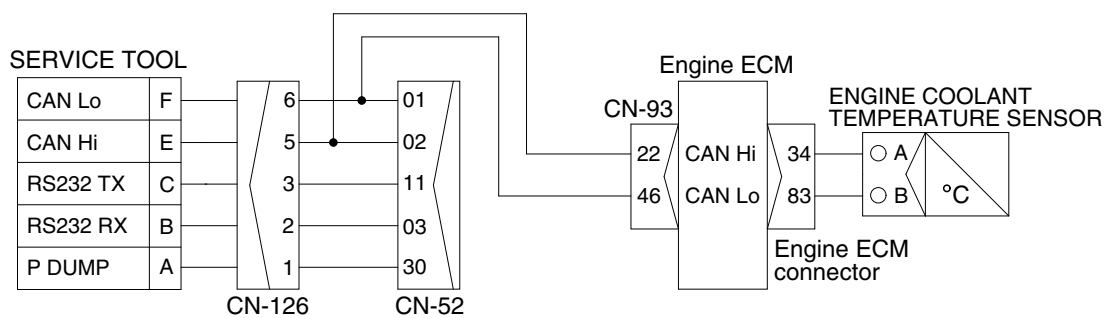 SERVICE TOOL
CAN Lo F 6 01
CAN Hi E 5 02
RS232 TX C 3 11
RS232 RX B 2 03
P DUMP A 1 30
CN-126 CN-52
Engine ECM
CN-93
22 CAN Hi 34
46 CAN Lo 83
Engine ECM
connector
ENGINE COOLANT
TEMPERATURE SENSOR
A
B °C